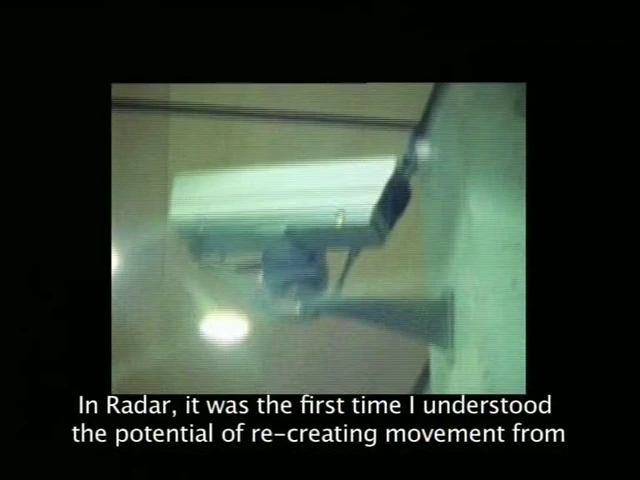 In Radar, it was the first time I understood
the potential of re-creating movement from